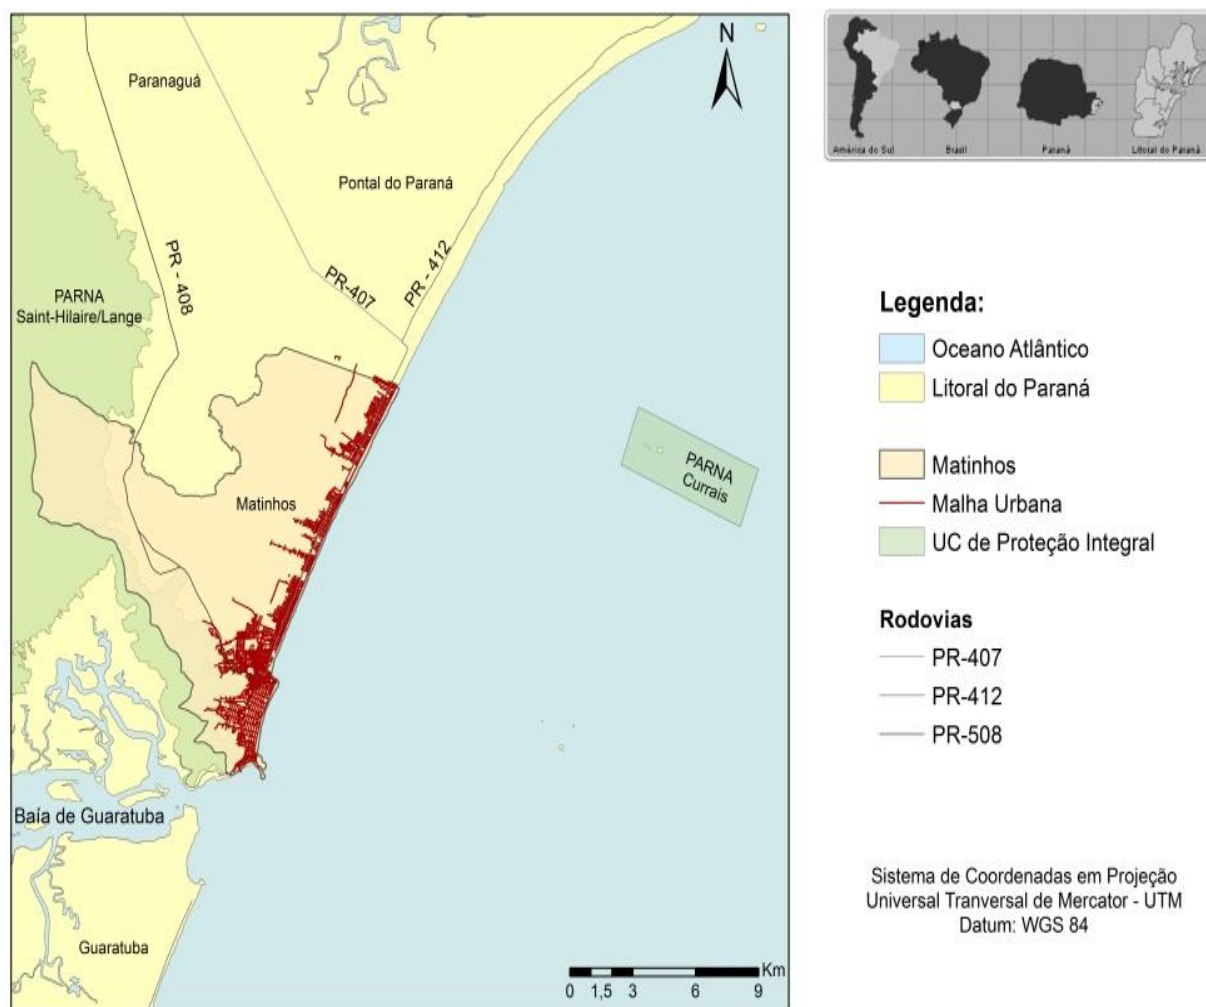 N
Paranaguá
Pontal do Paraná
PR - 408
PR-407
PR - 412
PARNA
Saint-Hilaire/Lange
PARNA
Currais
Matinhos
Baía de Guaratuba
Guaratuba
Km
0 1,5 3 6 9
América do Sul
Brasil
Paraná
Litoral do Paraná
Legenda:
Oceano Atlântico
Litoral do Paraná
Matinhos
Malha Urbana
UC de Proteção Integral
Rodovias
PR-407
PR-412
PR-508
Sistema de Coordenadas em Projeção
Universal Tranversal de Mercator - UTM
Datum: WGS 84